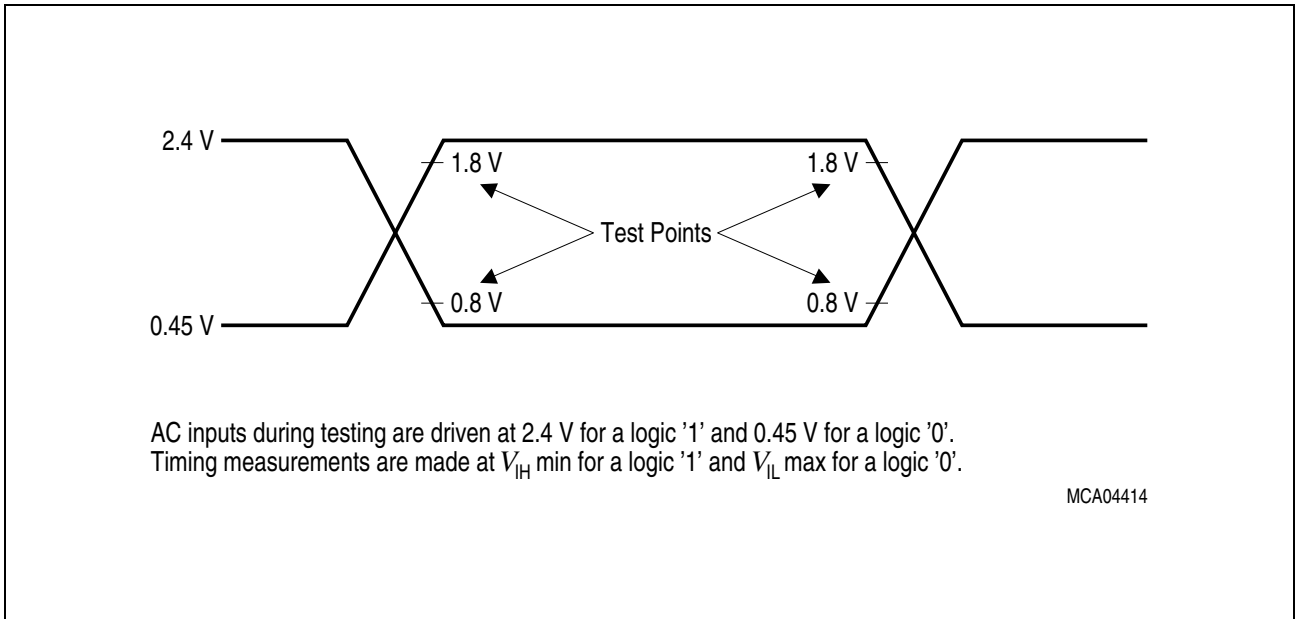 2.4 V
1.8 V
1.8 V
Test Points
0.8 V
0.8 V
0.45 V
AC inputs during testing are driven at 2.4 V for a logic '1' and 0.45 V for a logic '0'.
Timing measurements are made at VIH min for a logic '1' and VIL max for a logic '0'.
MCA04414